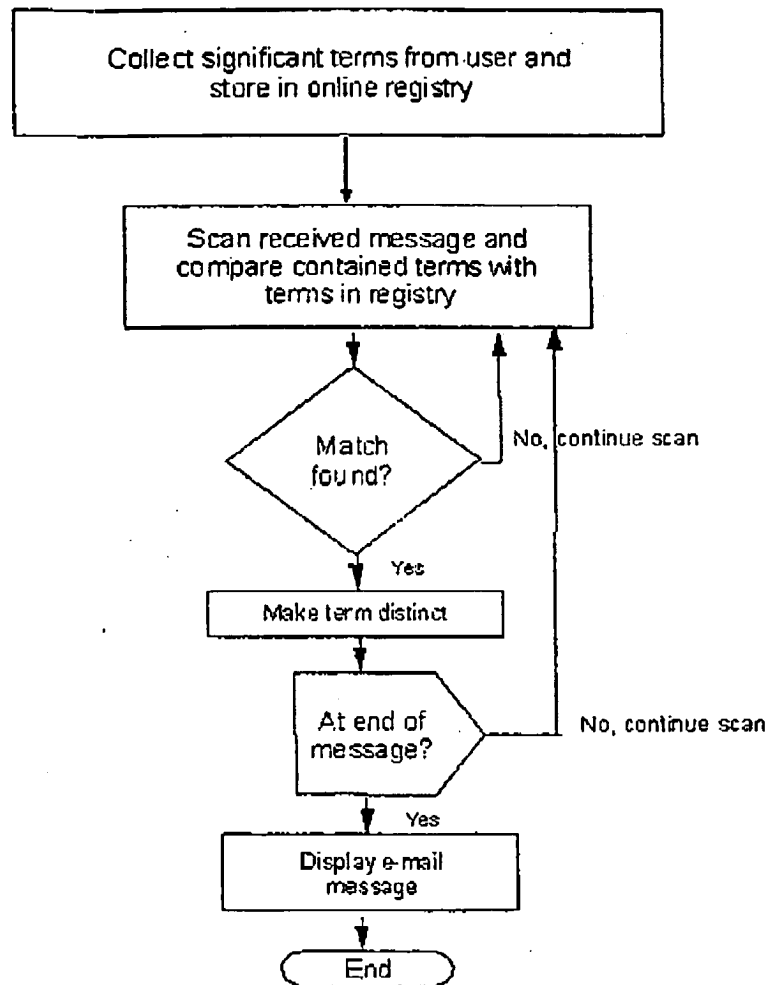 Collect significant terms from user and
store in online registry
Scan received message and
compare contained terms with
terms in registry
Match
found?
No, continue scan
Yes
Make term distinct
At end of
message?
No, continue scan
Yes
Display e-mail
message
End